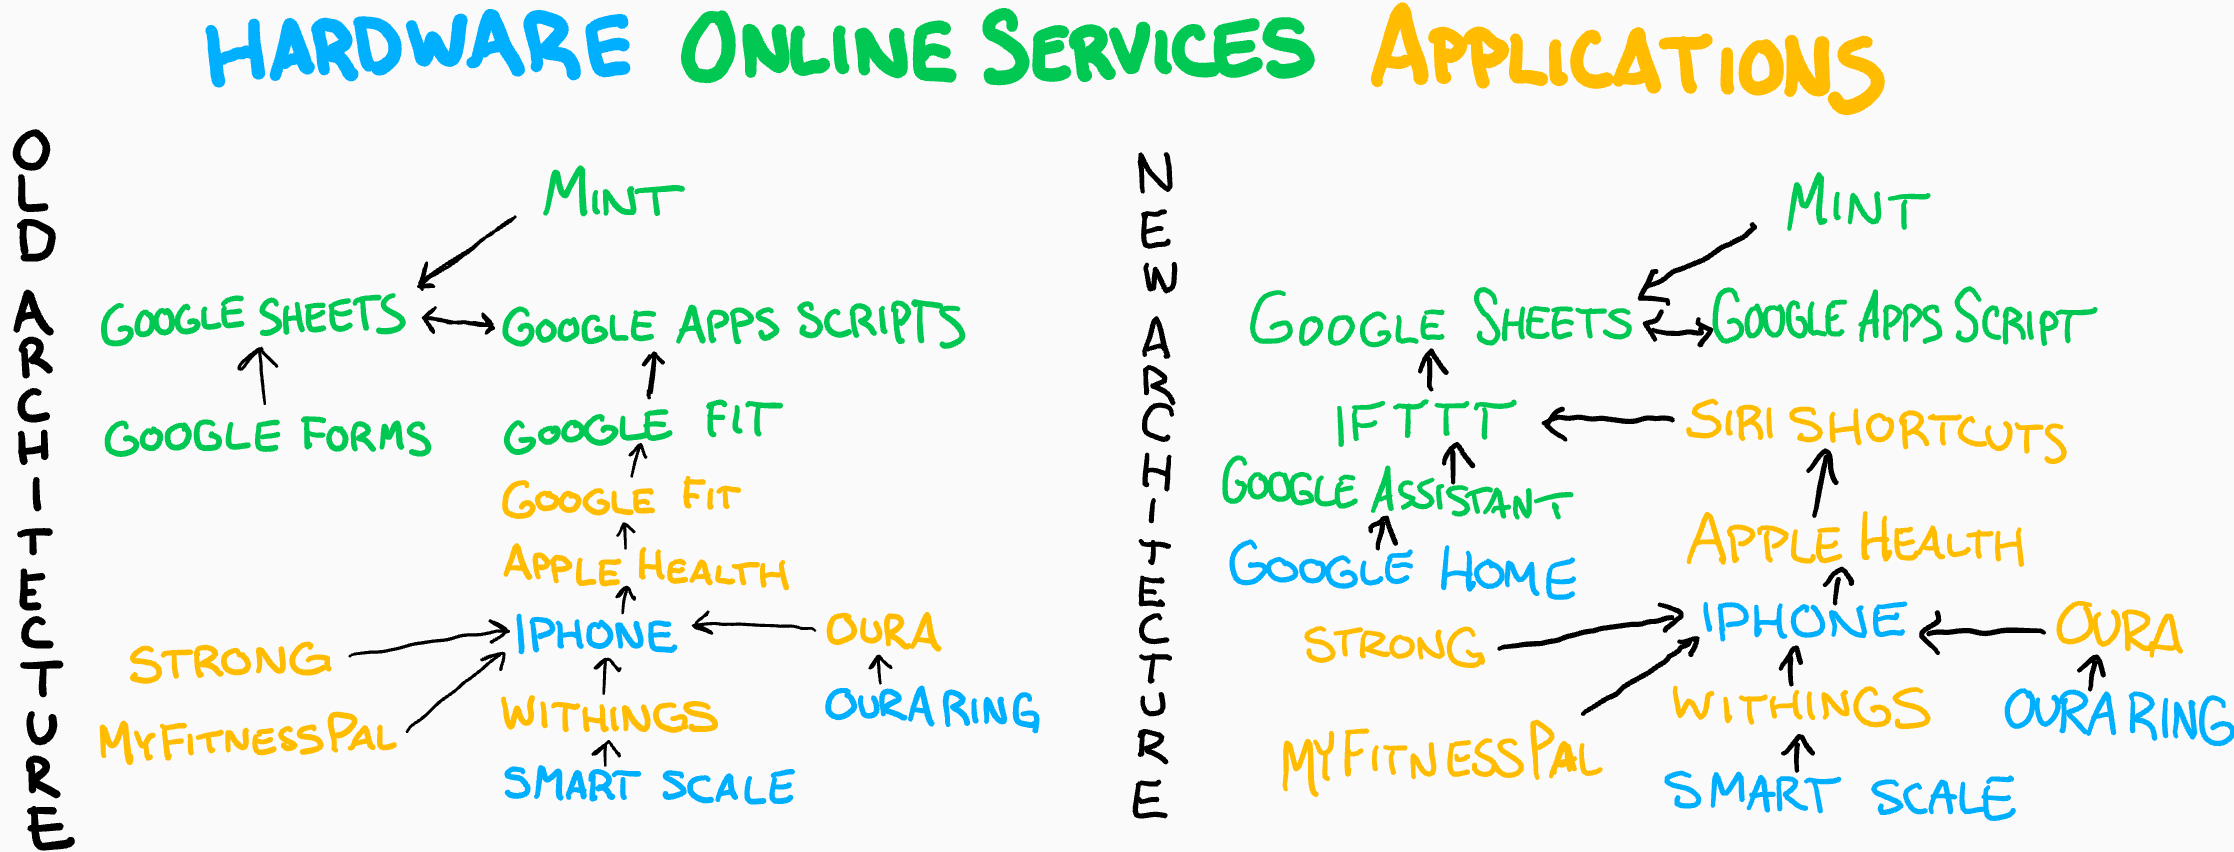 HARDWARE ONLINE SERVICES APPLICATIONS
OLD ARCHITECTURE
MINT
GOOGLE SHEETS
GOOGLE APPS SCRIPTS
GOOGLE FORMS
GOOGLE FIT
GOOGLE FIT
APPLE HEALTH
IPHONE
OURA
STRONG
MYFITNESSPAL
WITHINGS
OURA RING
SMART SCALE
NEW ARCHITECTURE
MINT
GOOGLE SHEETS
GOOGLE APPS SCRIPT
IFTTT
SIRI SHORTCUTS
GOOGLE ASSISTANT
GOOGLE HOME
APPLE HEALTH
IPHONE
OURA
STRONG
MYFITNESSPAL
WITHINGS
OURA RING
SMART SCALE